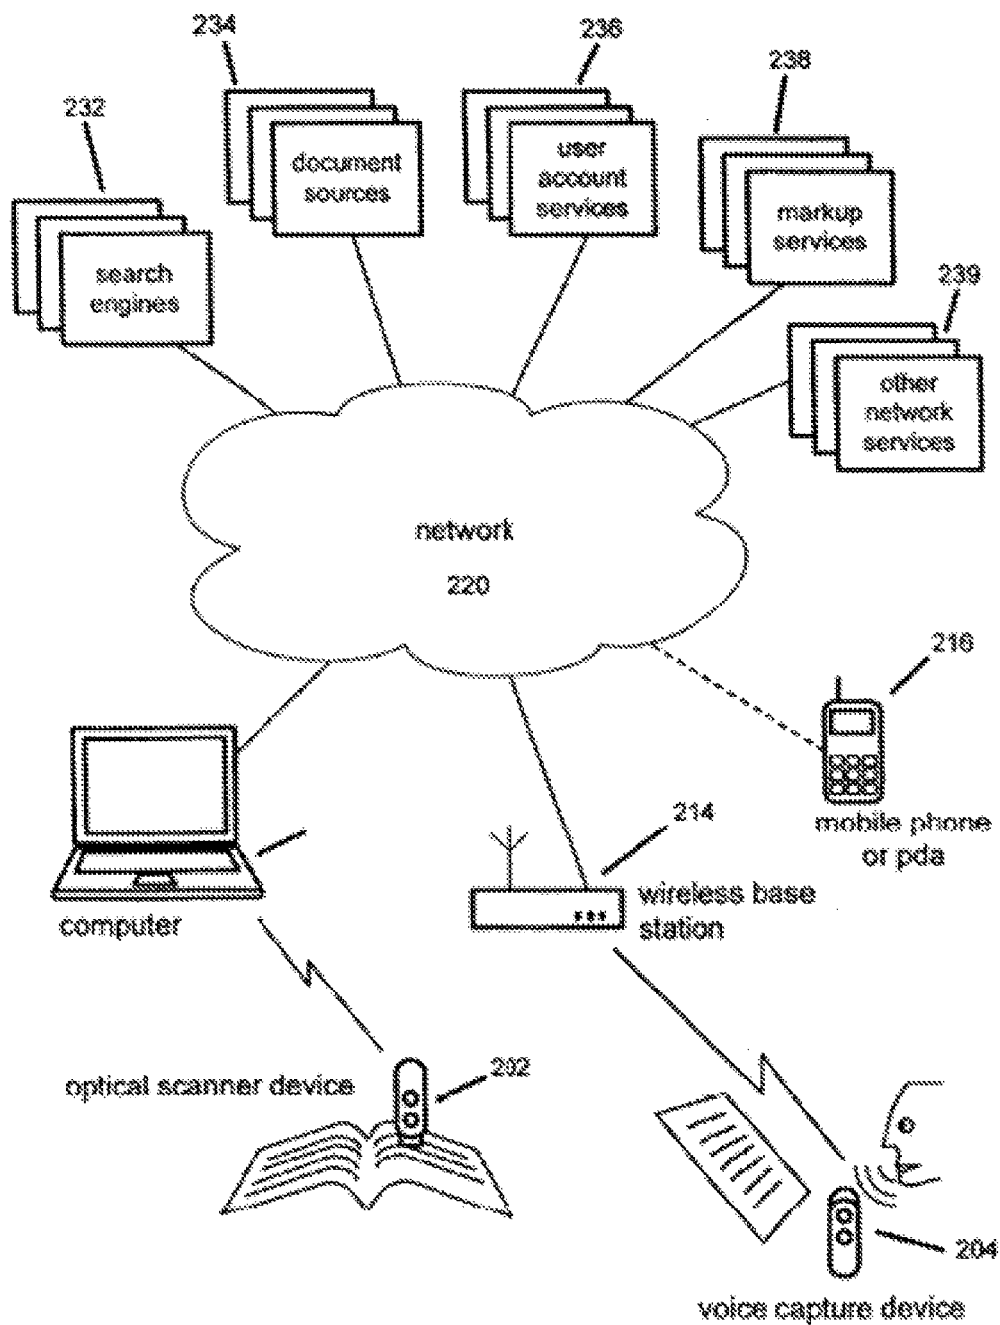 234
236
238
232
document
sources
user
account
services
markup
services
search
engines
239
other
network
services
network
220
216
mobile phone
or pda
214
wireless base
station
computer
optical scanner device
202
204
voice capture device